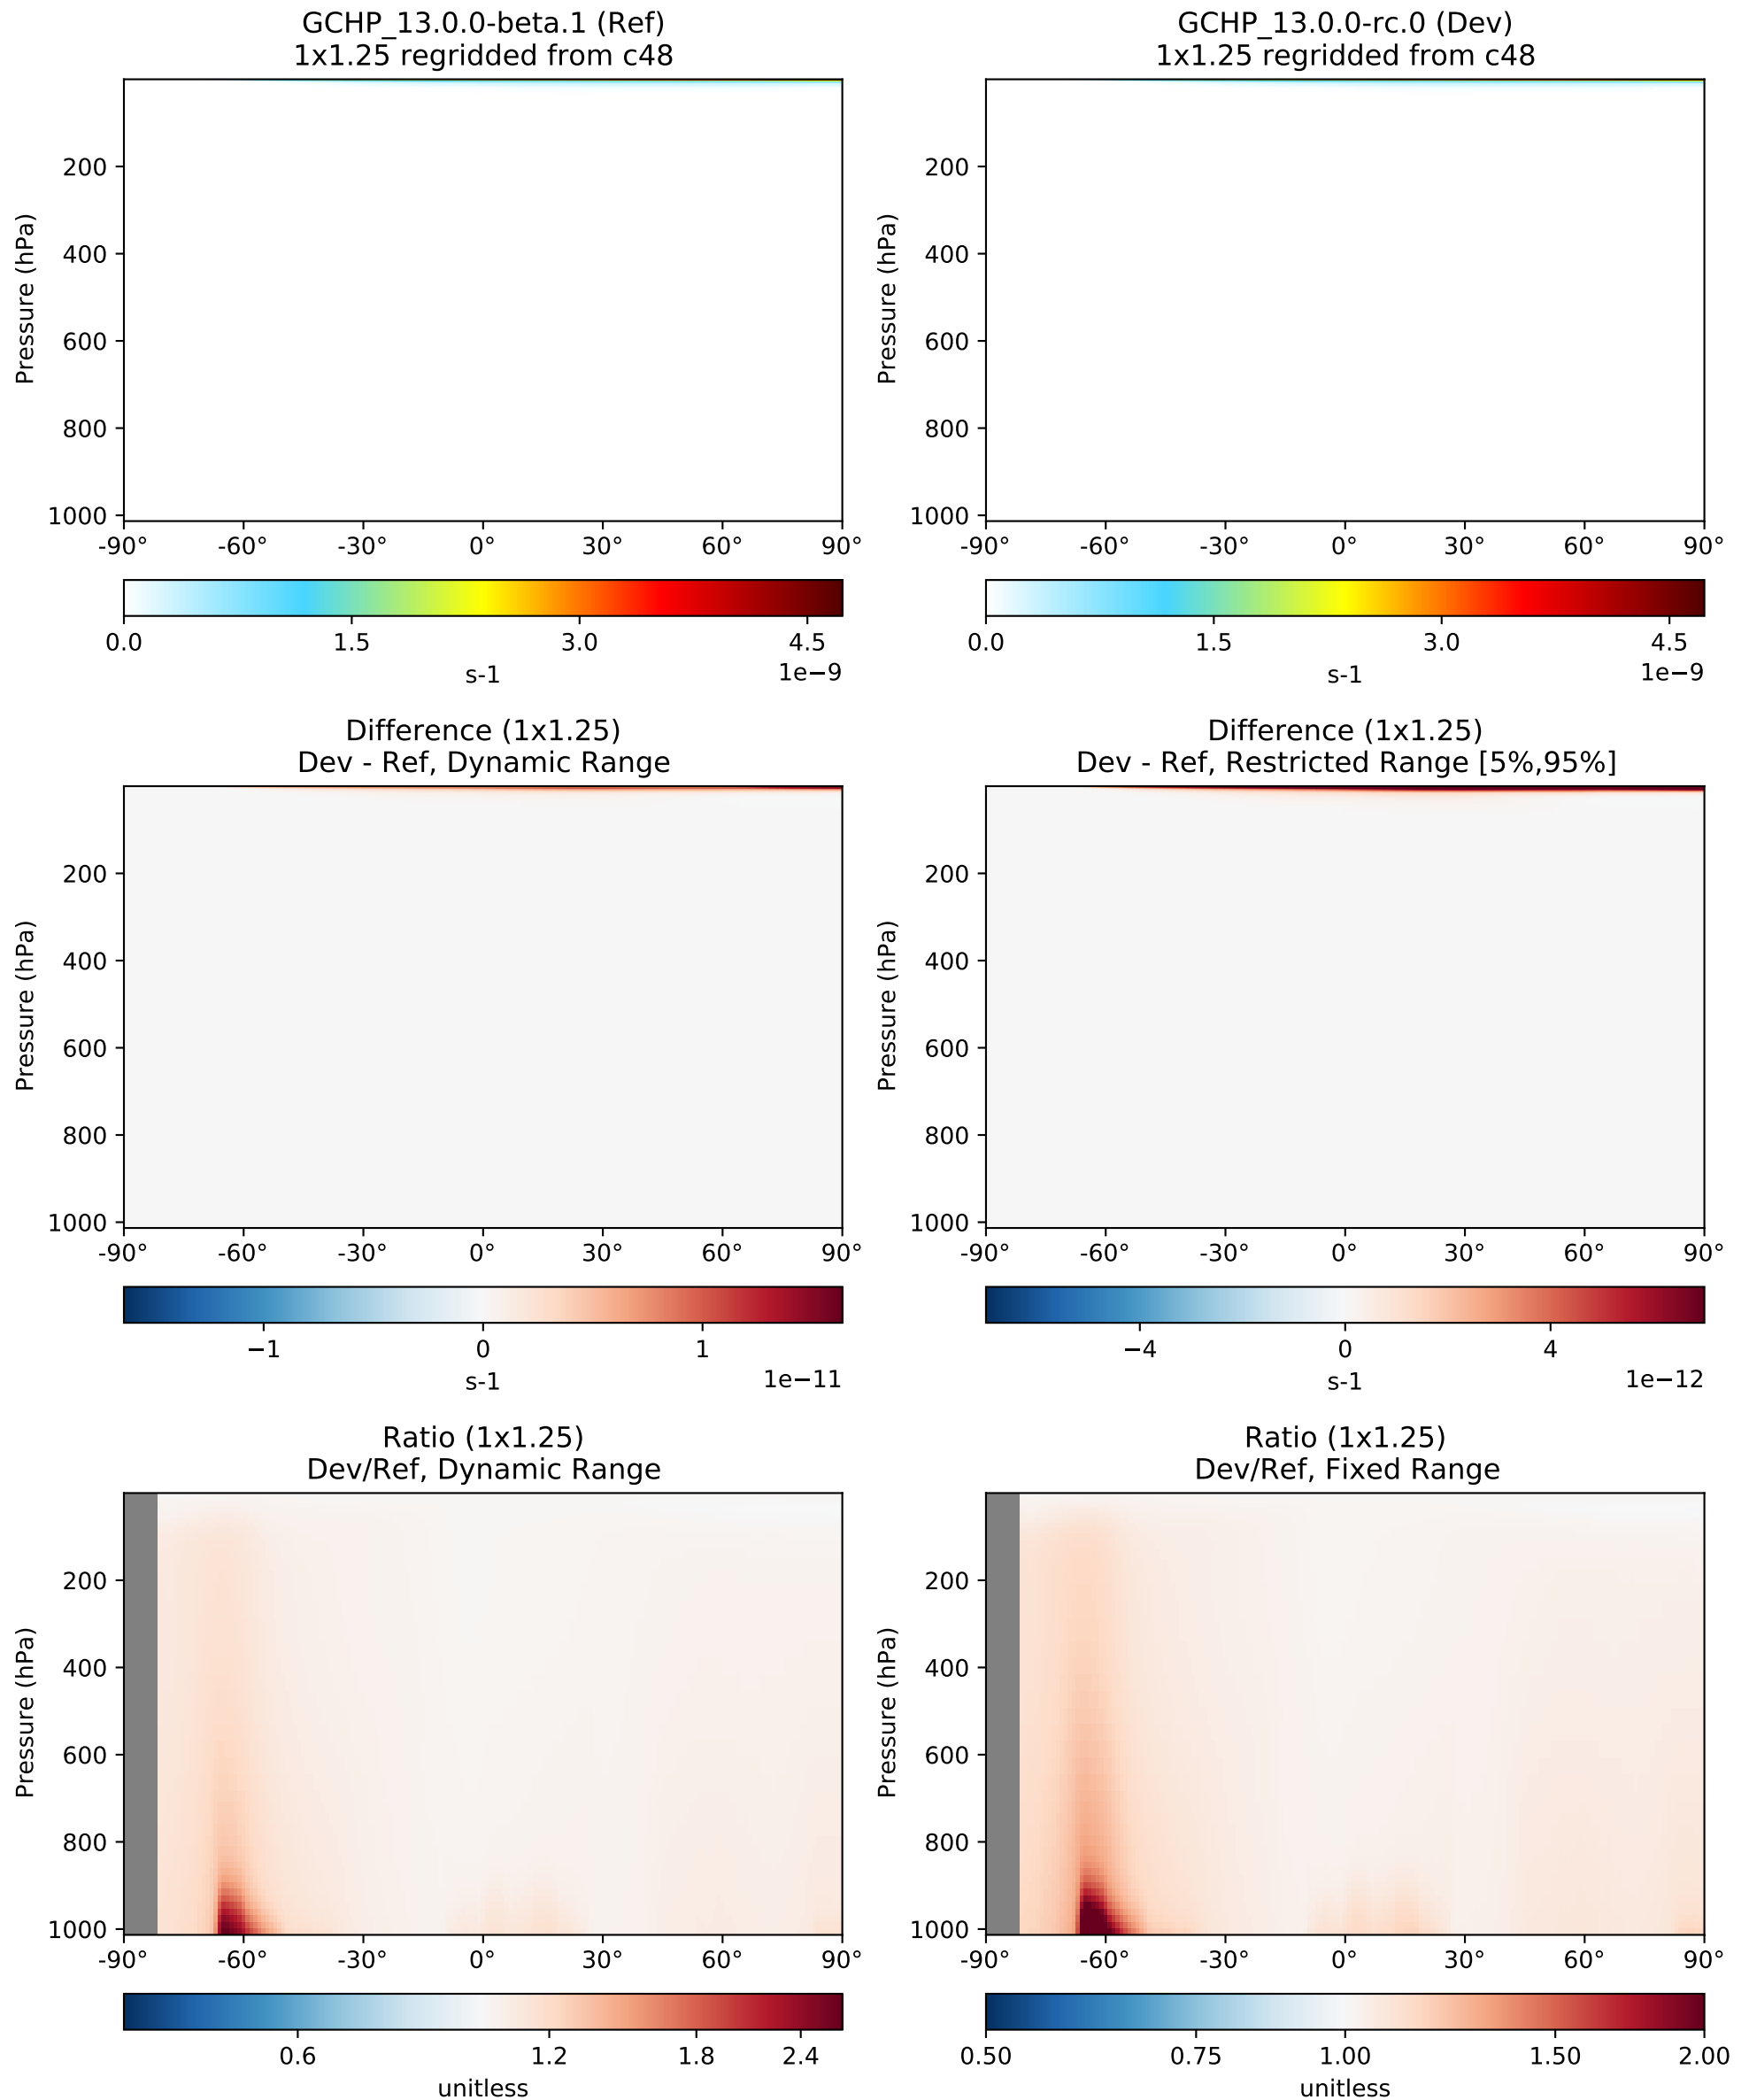 GCHP_13.0.0-beta.1 (Ref)
1x1.25 regridded from c48
Pressure (hPa)
200
400
600
800
1000
-90° -60° -30° 0° 30° 60° 90°
0.0 1.5 3.0 4.5
1e−9
s-1
GCHP_13.0.0-rc.0 (Dev)
1x1.25 regridded from c48
Pressure (hPa)
200
400
600
800
1000
-90° -60° -30° 0° 30° 60° 90°
0.0 1.5 3.0 4.5
1e−9
s-1
Difference (1x1.25)
Dev - Ref, Dynamic Range
Pressure (hPa)
200
400
600
800
1000
-90° -60° -30° 0° 30° 60° 90°
−1 0 1
1e−11
s-1
Difference (1x1.25)
Dev - Ref, Restricted Range [5%,95%]
Pressure (hPa)
200
400
600
800
1000
-90° -60° -30° 0° 30° 60° 90°
−4 0 4
1e−12
s-1
Ratio (1x1.25)
Dev/Ref, Dynamic Range
Pressure (hPa)
200
400
600
800
1000
-90° -60° -30° 0° 30° 60° 90°
0.6 1.2 1.8 2.4
unitless
Ratio (1x1.25)
Dev/Ref, Fixed Range
Pressure (hPa)
200
400
600
800
1000
-90° -60° -30° 0° 30° 60° 90°
0.50 0.75 1.00 1.50 2.00
unitless